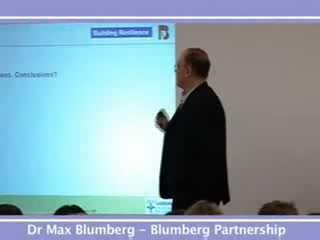 Building Resilience
Conclusions?
Dr Max Blumberg - Blumberg Partnership